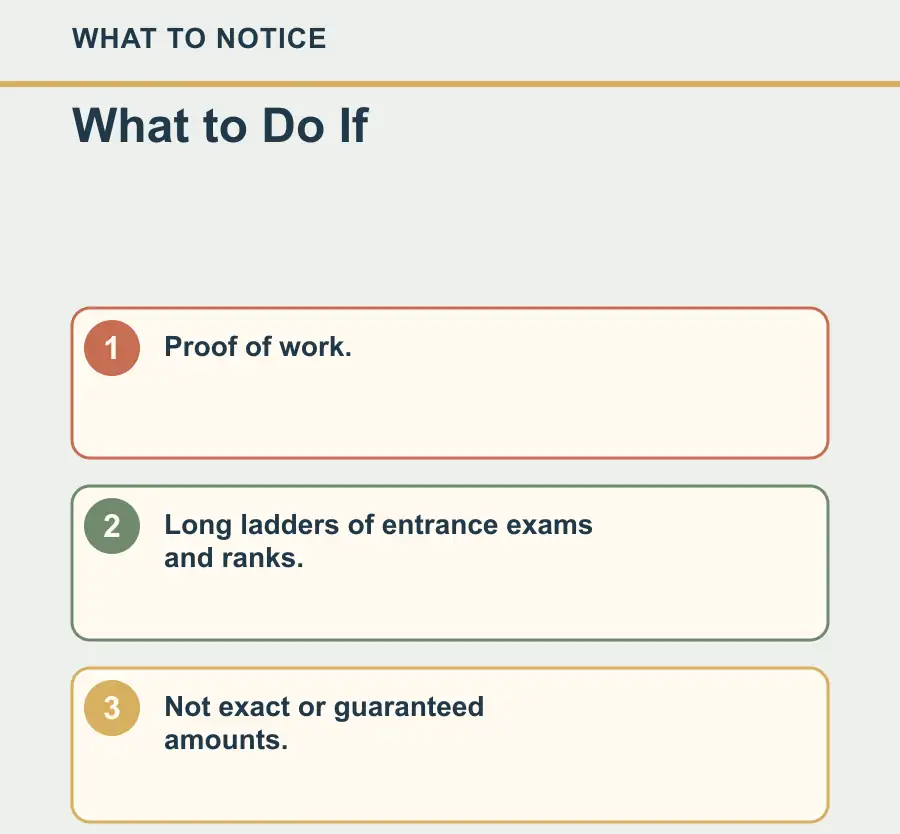 WHAT TO NOTICE
What to Do If
1
Proof of work.
2
Long ladders of entrance exams
and ranks.
3
Not exact or guaranteed
amounts.